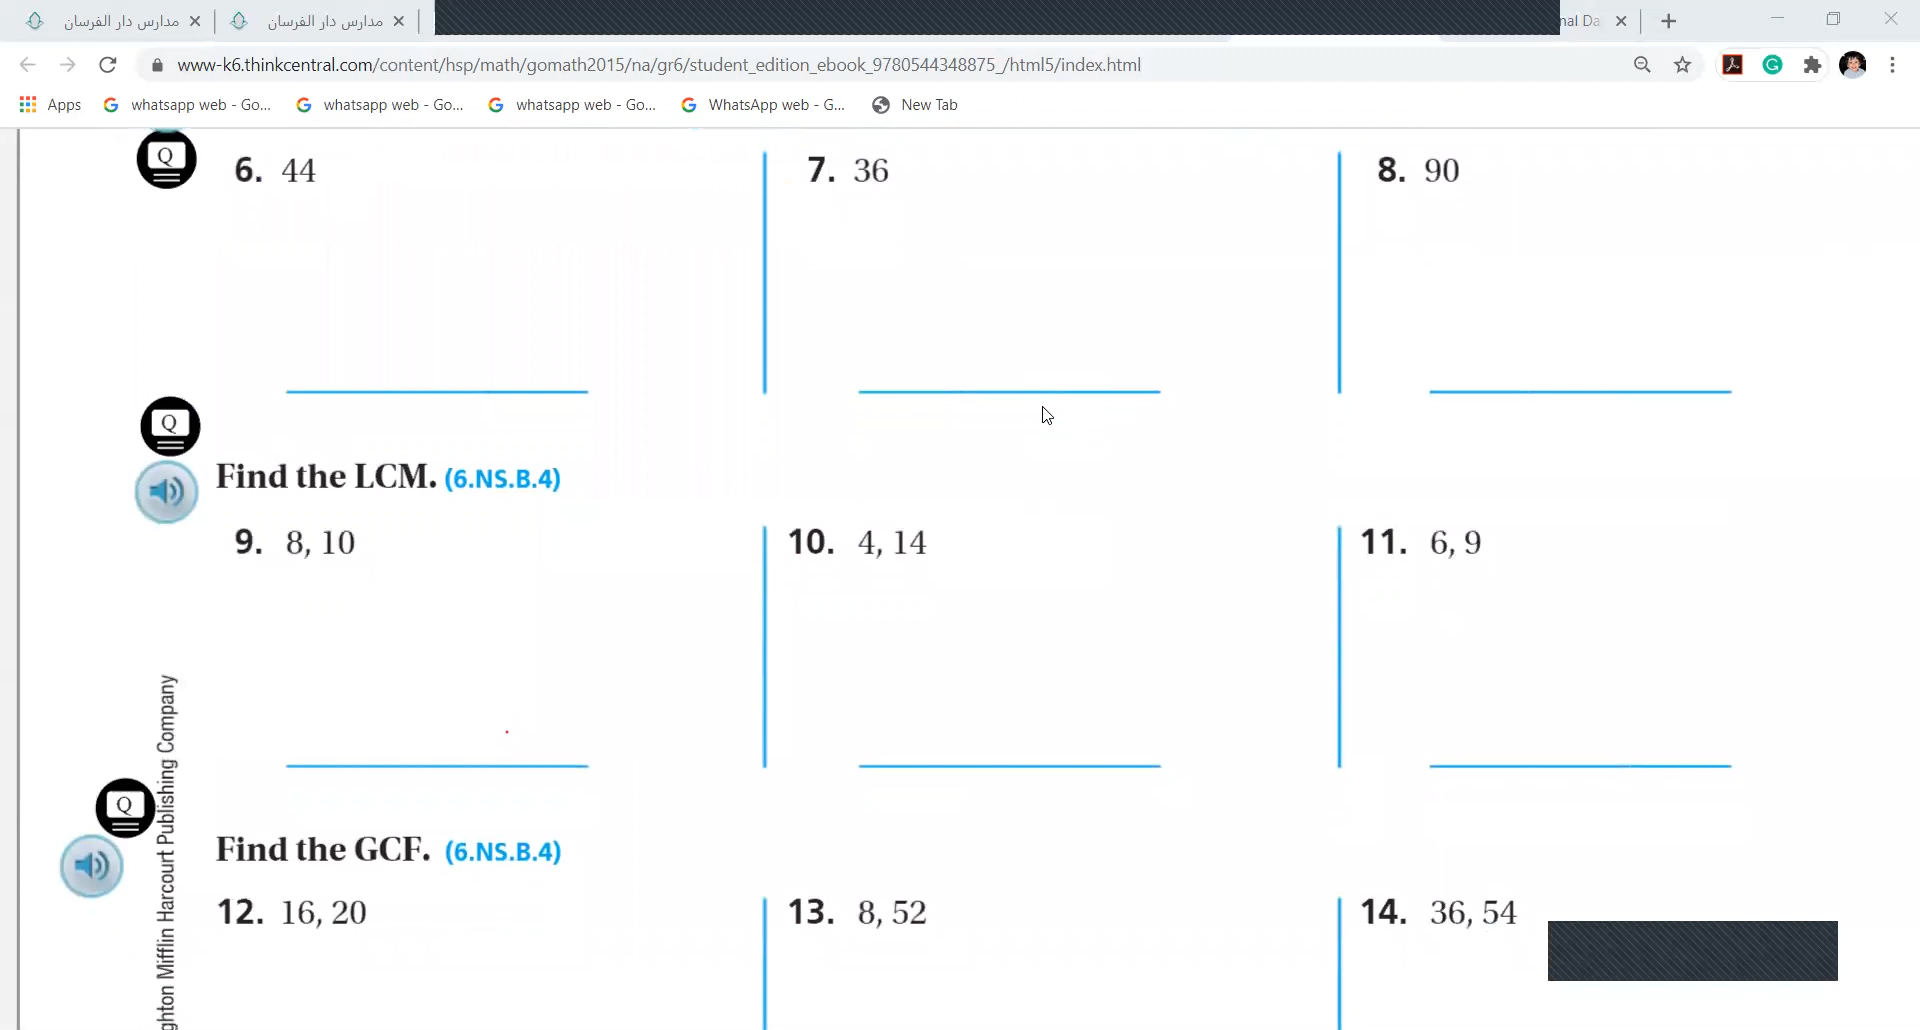 مدارس دار الفرسان
مدارس دار الفرسان
nal Da
www-k6.thinkcentral.com/content/hsp/math/gomath2015/na/gr6/student_edition_ebook_9780544348875_/html5/index.html
Apps
whatsapp web - Go...
whatsapp web - Go...
whatsapp web - Go...
WhatsApp web - G...
New Tab
Q
6. 44
7. 36
8. 90
Q
Find the LCM. (6.NS.B.4)
9. 8, 10
10. 4, 14
11. 6, 9
Q
Find the GCF. (6.NS.B.4)
12. 16, 20
13. 8, 52
14. 36, 54
ghton Mifflin Harcourt Publishing Company